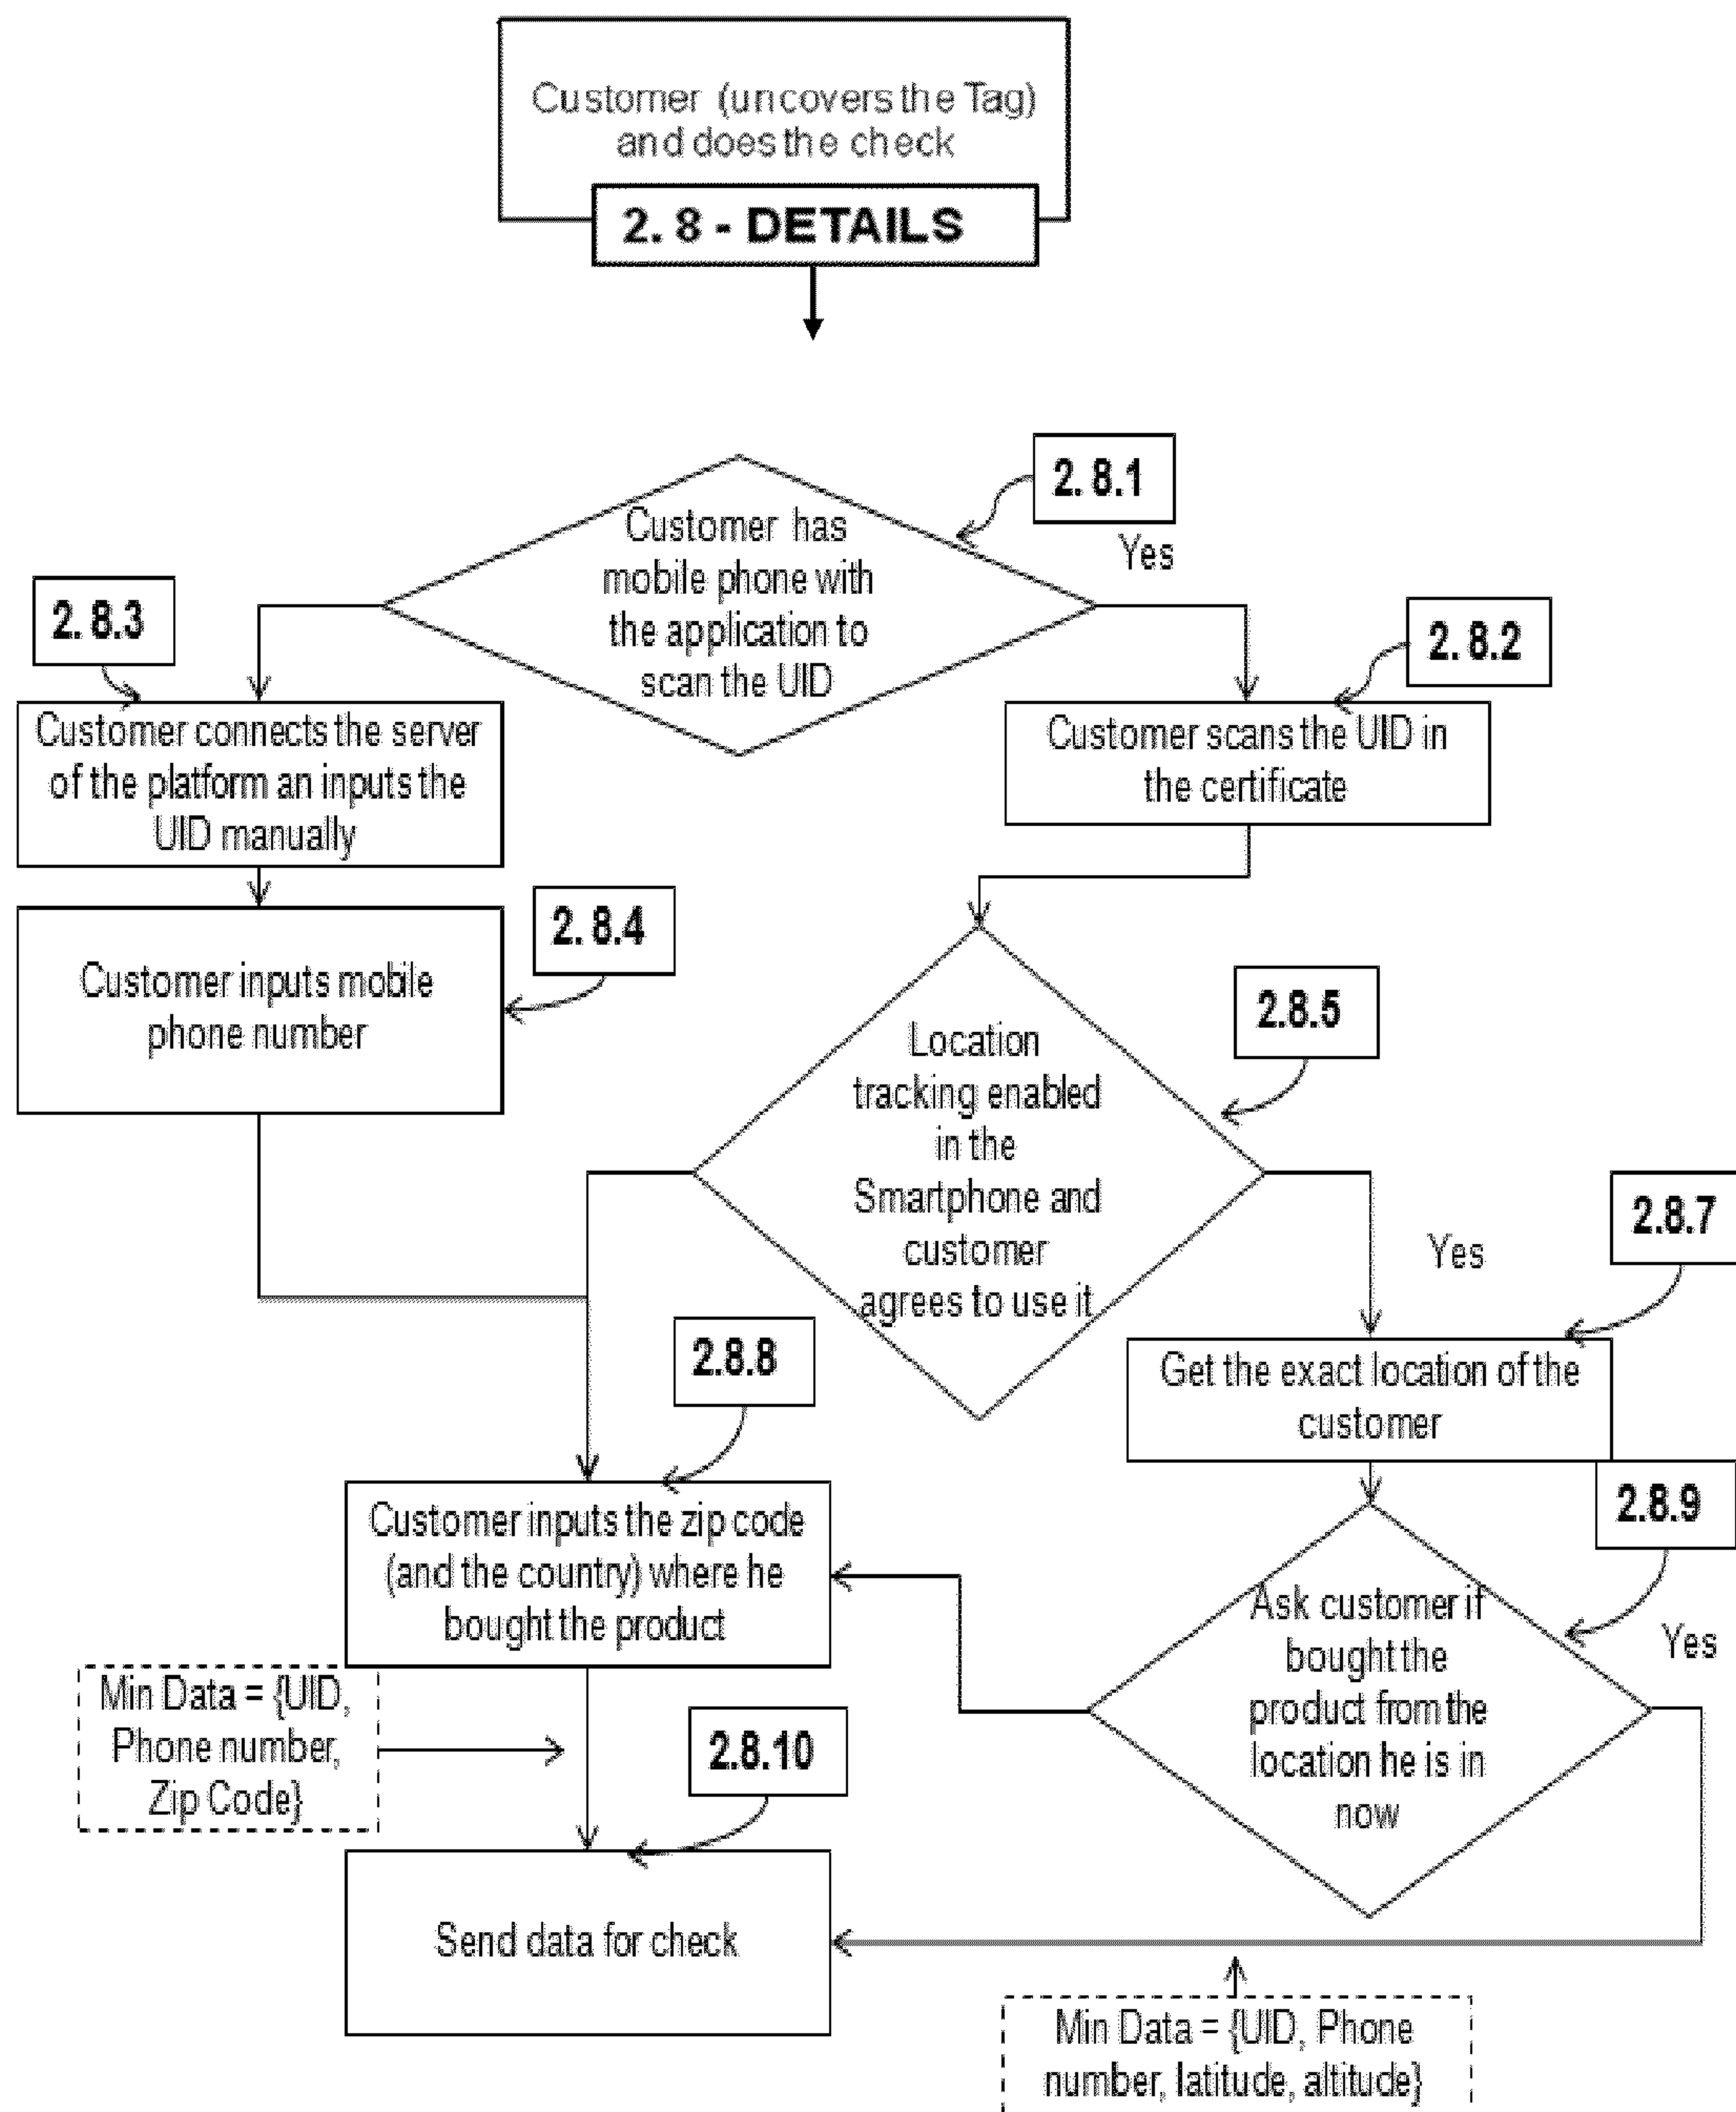 Customer (uncovers the Tag)
and does the check
2. 8 - DETAILS
2. 8.1
Yes
Customer has
mobile phone with
the application to
scan the UID
2. 8.3
2. 8.2
Customer connects the server
of the platform an inputs the
UID manually
Customer scans the UID in
the certificate
2. 8.4
Customer inputs mobile
phone number
2.8.5
Location
tracking enabled
in the
Smartphone and
customer
agrees to use it
2.8.7
Yes
2.8.8
Get the exact location of the
customer
2.8.9
Customer inputs the zip code
(and the country) where he
bought the product
Ask customer if
bought the
product from the
location he is in
now
Yes
Min Data = {UID,
Phone number,
Zip Code}
2.8.10
Send data for check
Min Data = {UID, Phone
number, latitude, altitude}